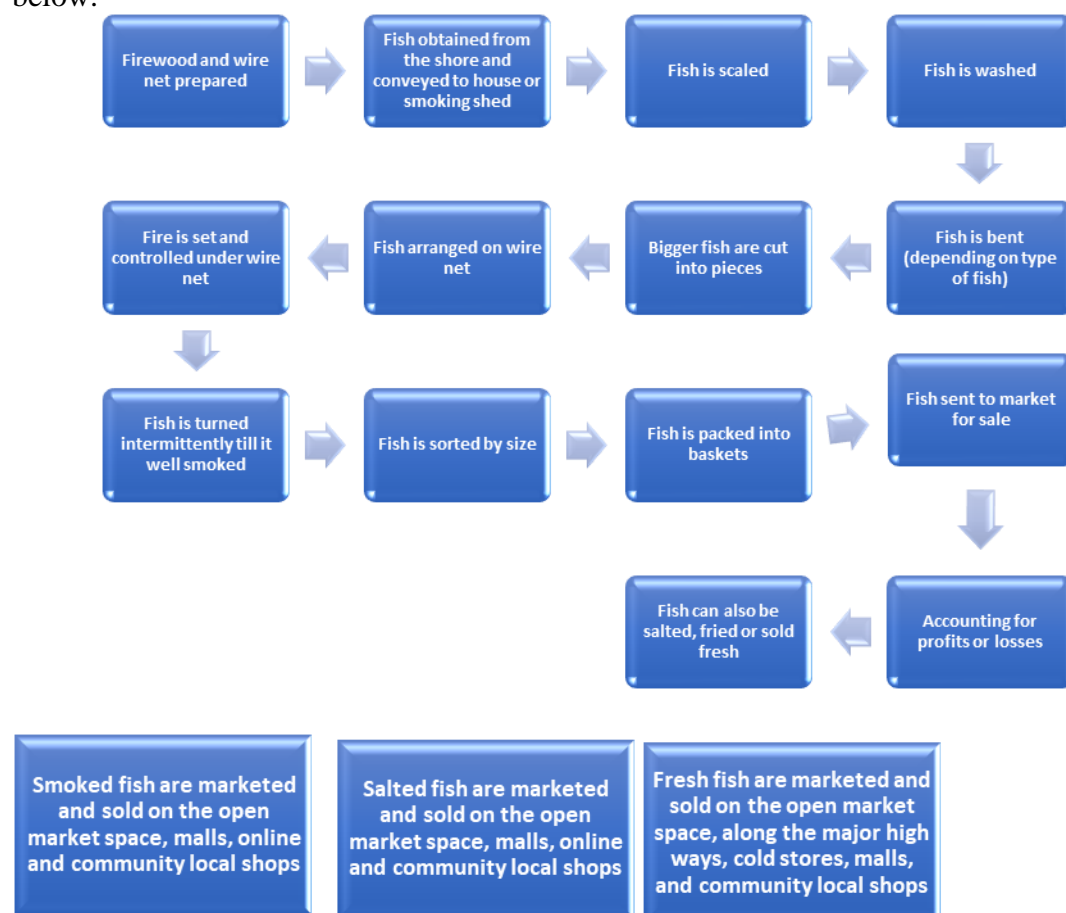 below:
Firewood and wire
net prepared
Fish obtained from
the shore and
conveyed to house or
smoking shed
Fish is scaled
Fish is washed
Fish is bent
(depending on type
of fish)
Bigger fish are cut
into pieces
Fish arranged on wire
net
Fire is set and
controlled under wire
net
Fish is turned
intermittently till it
well smoked
Fish is sorted by size
Fish is packed into
baskets
Fish sent to market
for sale
Accounting for
profits or losses
Fish can also be
salted, fried or sold
fresh
Smoked fish are marketed
and sold on the open
market space, malls, online
and community local shops
Salted fish are marketed
and sold on the open
market space, malls, online
and community local shops
Fresh fish are marketed and
sold on the open market
space, along the major high
ways, cold stores, malls,
and community local shops